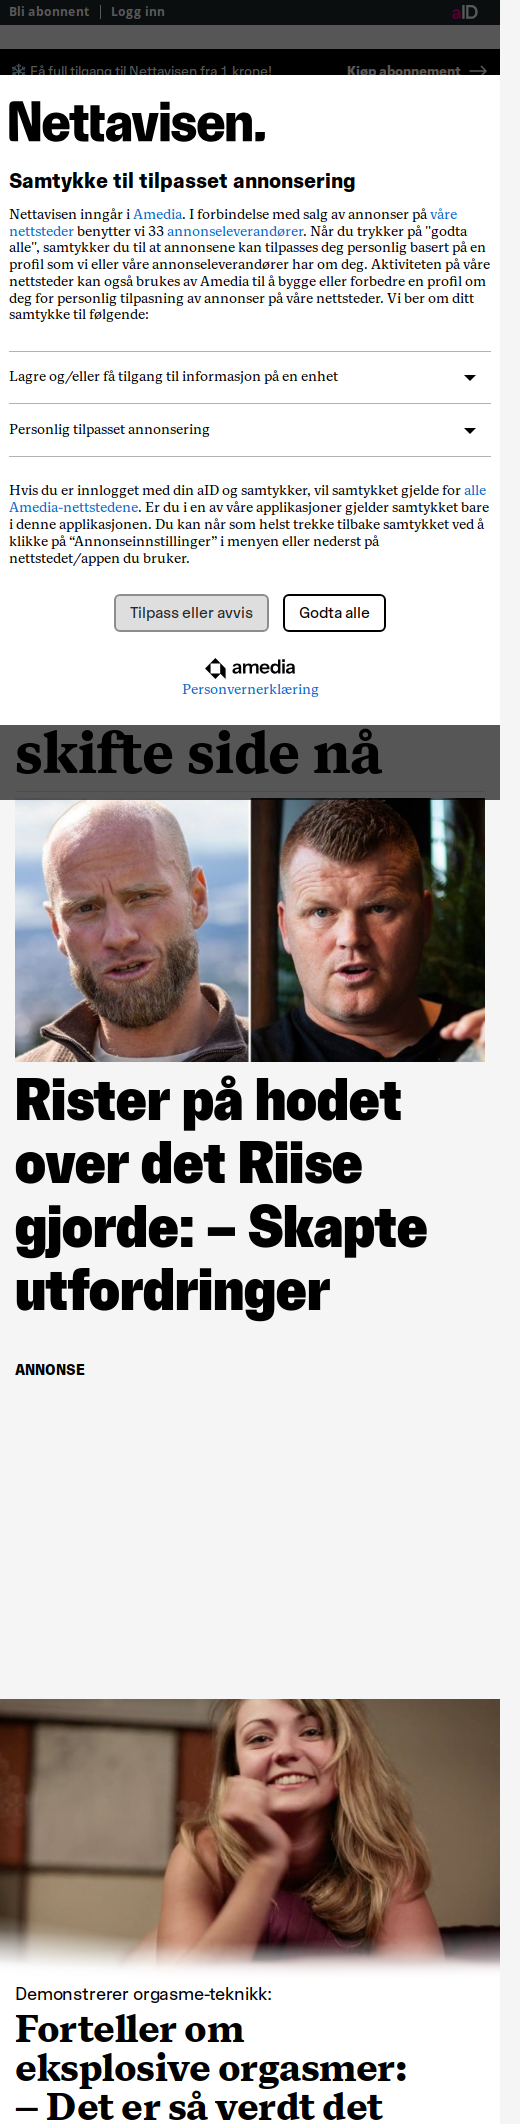 Bli abonnent | Logg inn
aID
Få full tilgang til Nettavisen fra 1 krone!
Kjøp abonnement →
Nettavisen.
Samtykke til tilpasset annonsering
Nettavisen inngår i Amedia. I forbindelse med salg av annonser på våre
nettsteder benytter vi 33 annonseleverandører. Når du trykker på "godta
alle", samtykker du til at annonsene kan tilpasses deg personlig basert på en
profil som vi eller våre annonseleverandører har om deg. Aktiviteten på våre
nettsteder kan også brukes av Amedia til å bygge eller forbedre en profil om
deg for personlig tilpasning av annonser på våre nettsteder. Vi ber om ditt
samtykke til følgende:
Lagre og/eller få tilgang til informasjon på en enhet
Personlig tilpasset annonsering
Hvis du er innlogget med din aID og samtykker, vil samtykket gjelde for alle
Amedia-nettstedene. Er du i en av våre applikasjoner gjelder samtykket bare
i denne applikasjonen. Du kan når som helst trekke tilbake samtykket ved å
klikke på “Annonseinnstillinger” i menyen eller nederst på
nettstedet/appen du bruker.
Tilpass eller avvis
Godta alle
amedia
Personvernerklæring
skifte side nå
Rister på hodet
over det Riise
gjorde: – Skapte
utfordringer
ANNONSE
Demonstrerer orgasme-teknikk:
Forteller om
eksplosive orgasmer:
– Det er så verdt det